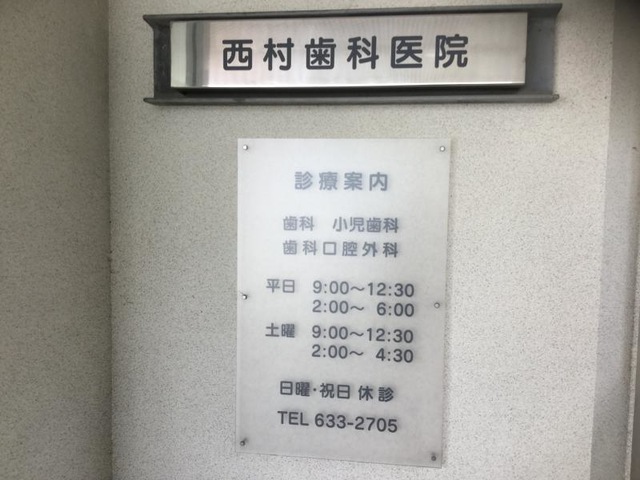 西村歯科医院
診療案内
歯科 小児歯科
歯科口腔外科
平日 9:00〜12:30
2:00〜 6:00
土曜 9:00〜12:30
2:00〜 4:30
日曜・祝日 休診
TEL 633-2705